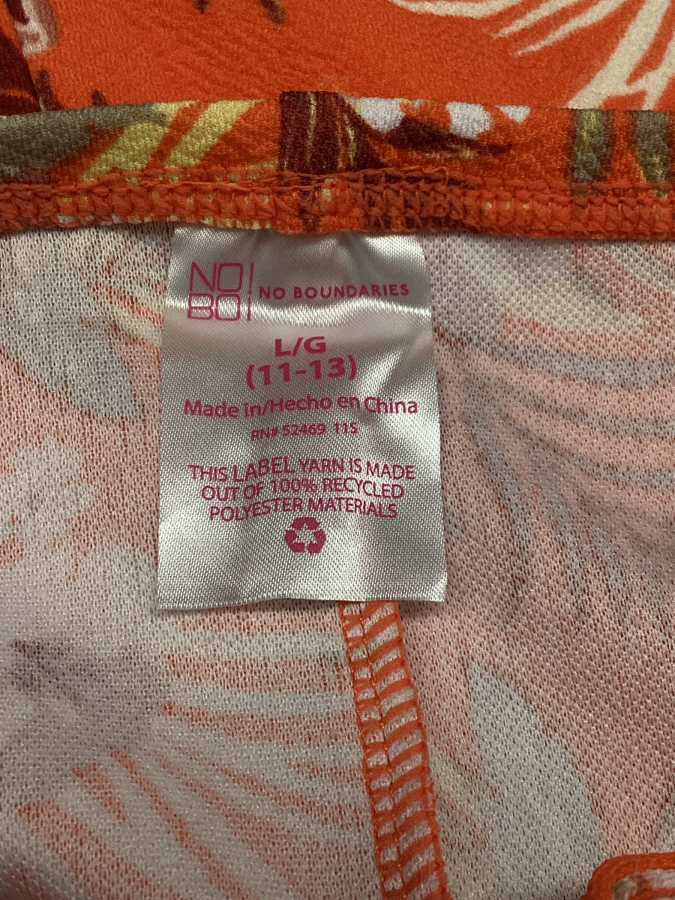 NO
BO
NO BOUNDARIES
L/G
(11-13)
Made in/Hecho en China
RN# 52469 11S
THIS LABEL YARN IS MADE
OUT OF 100% RECYCLED
POLYESTER MATERIALS